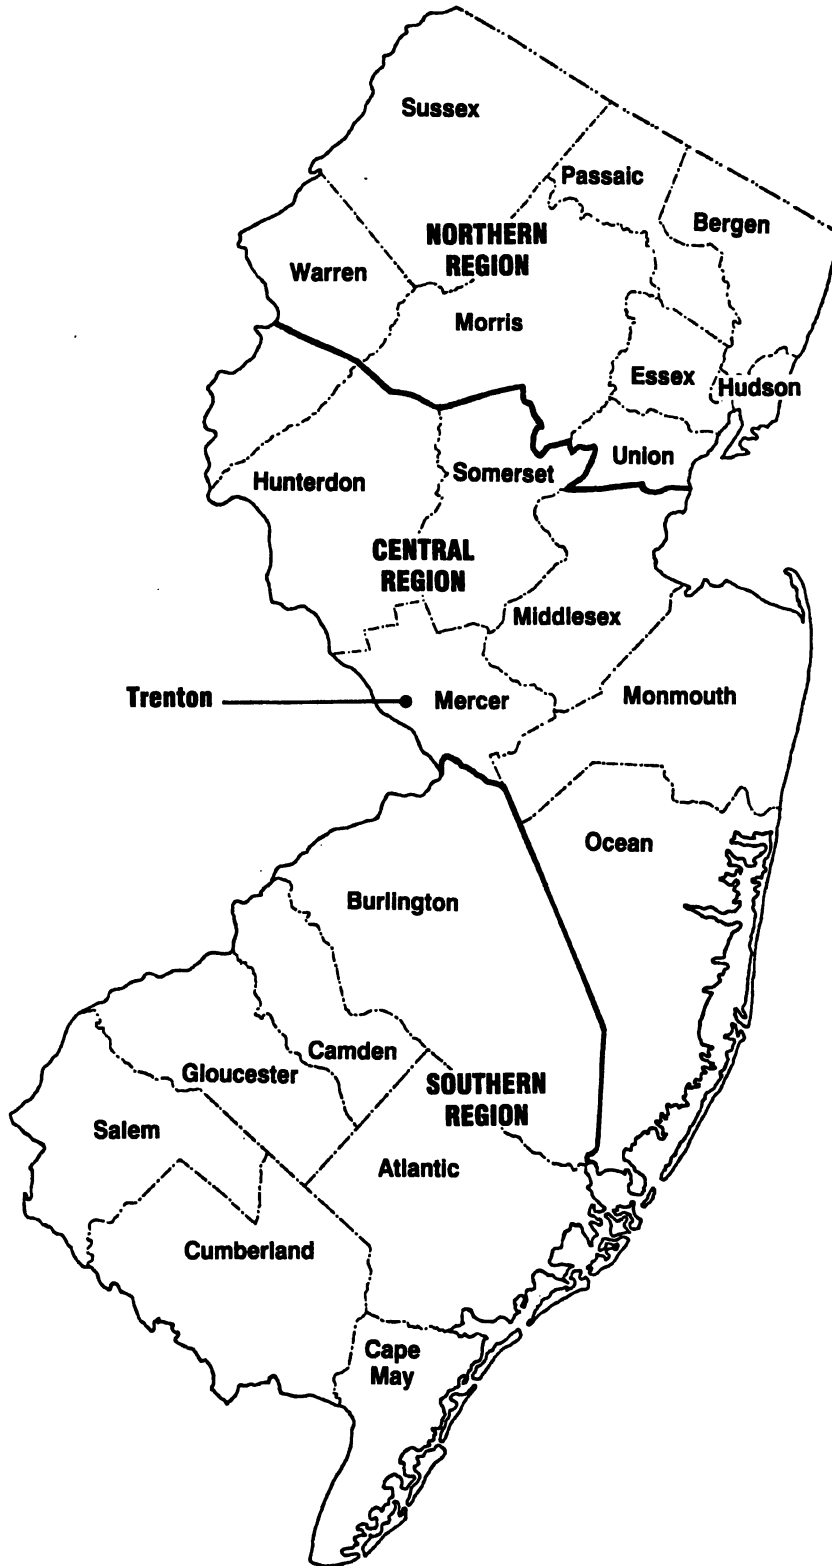 Sussex
Passaic
Bergen
NORTHERN
REGION
Warren
Morris
Essex
Hudson
Union
Somerset
Hunterdon
CENTRAL
REGION
Middlesex
Trenton
Mercer
Monmouth
Ocean
Burlington
Camden
Gloucester
SOUTHERN
REGION
Salem
Atlantic
Cumberland
Cape
May